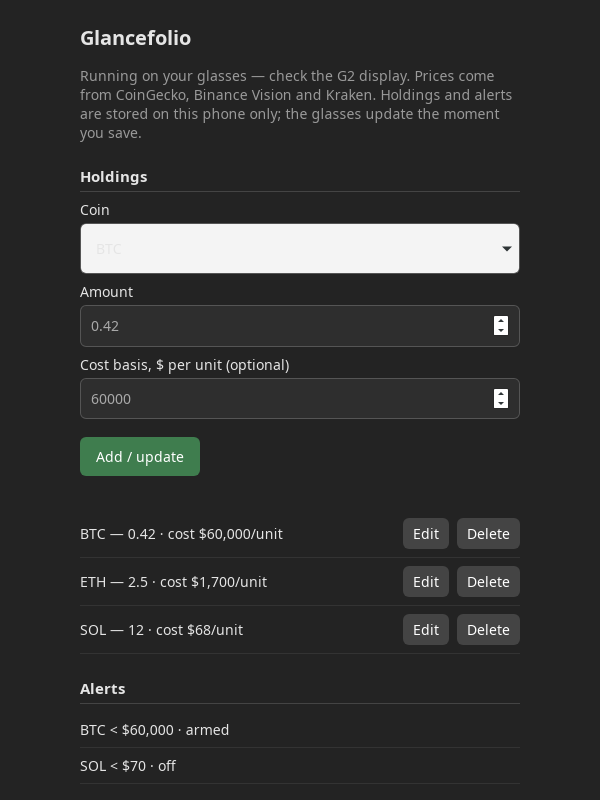 Glancefolio
Running on your glasses — check the G2 display. Prices come
from CoinGecko, Binance Vision and Kraken. Holdings and alerts
are stored on this phone only; the glasses update the moment
you save.
Holdings
Coin
BTC
Amount
0.42
Cost basis, $ per unit (optional)
60000
Add / update
BTC — 0.42 · cost $60,000/unit Edit Delete
ETH — 2.5 · cost $1,700/unit Edit Delete
SOL — 12 · cost $68/unit Edit Delete
Alerts
BTC < $60,000 · armed
SOL < $70 · off